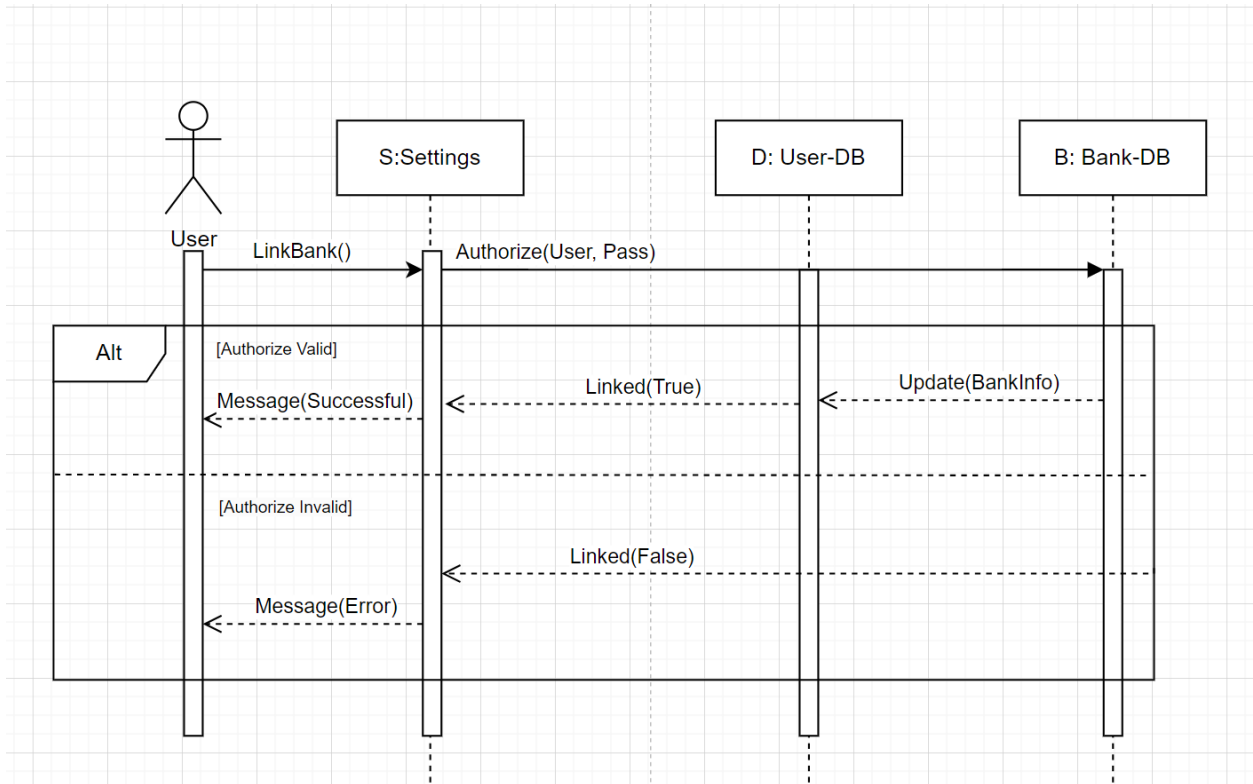 S:Settings
D: User-DB
B: Bank-DB
User
LinkBank()
Authorize(User, Pass)
Alt
[Authorize Valid]
Update(BankInfo)
Linked(True)
Message(Successful)
[Authorize Invalid]
Linked(False)
Message(Error)